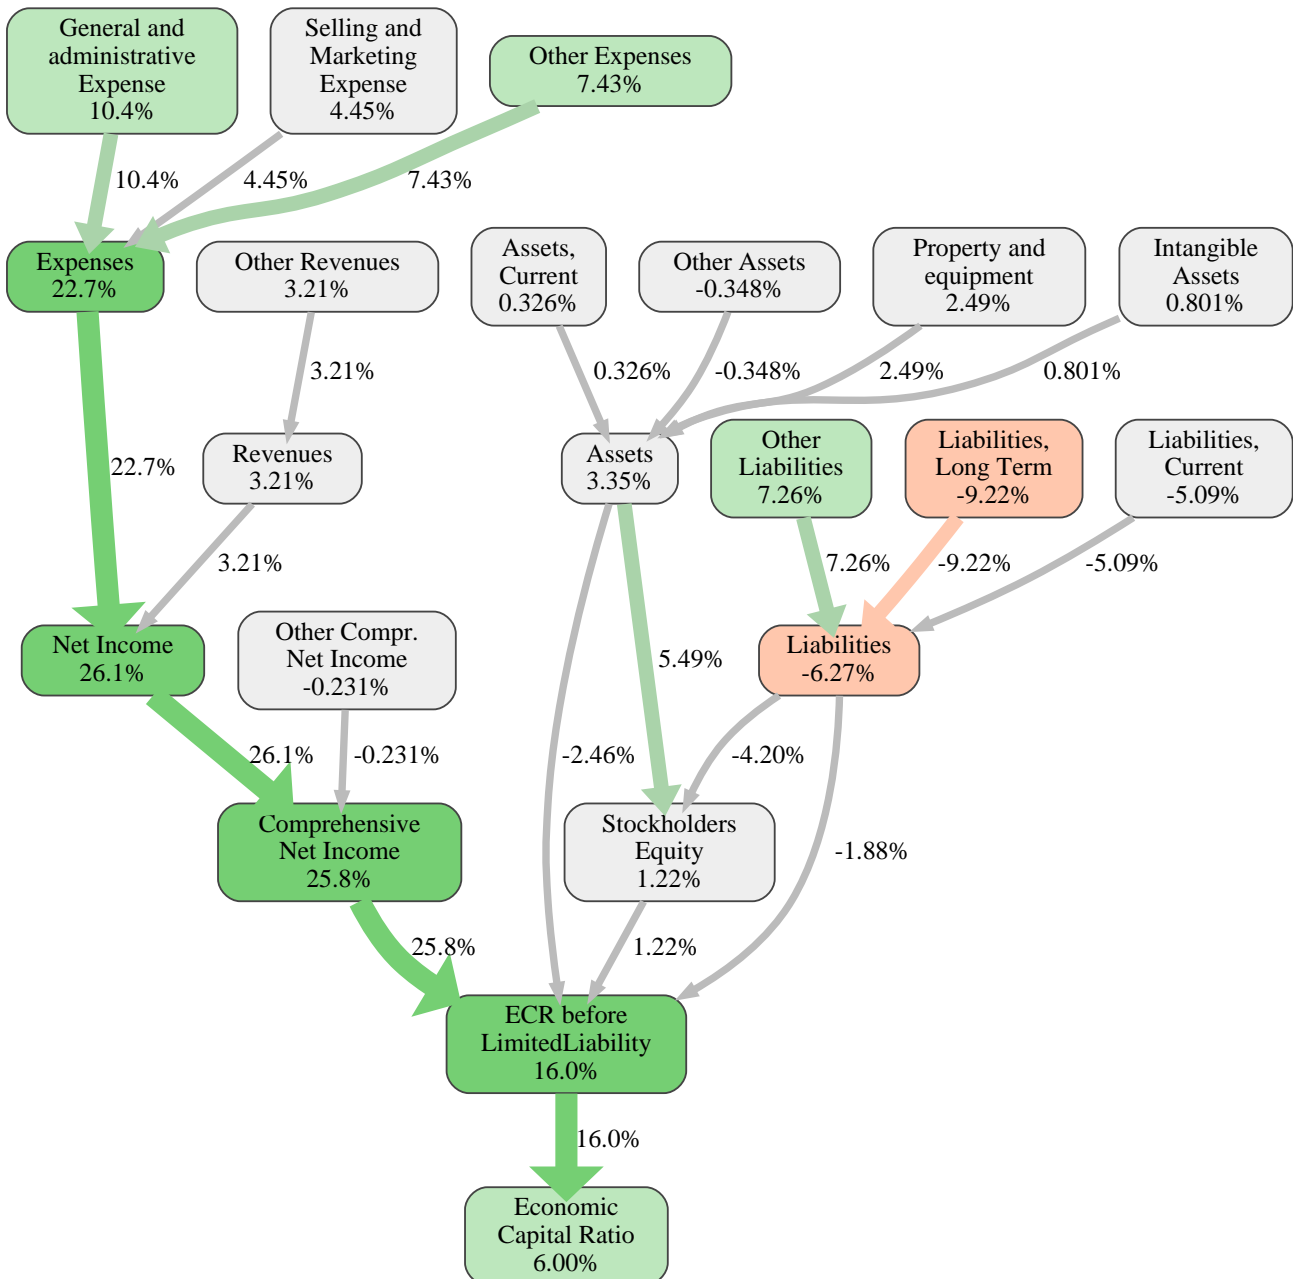 General and
administrative
Expense
10.4%
Selling and
Marketing
Expense
4.45%
Other Expenses
7.43%
10.4%
4.45%
7.43%
Expenses
22.7%
Other Revenues
3.21%
Assets,
Current
0.326%
Other Assets
-0.348%
Property and
equipment
2.49%
Intangible
Assets
0.801%
3.21%
0.326%
-0.348%
2.49%
0.801%
22.7%
Revenues
3.21%
Assets
3.35%
Other
Liabilities
7.26%
Liabilities,
Long Term
-9.22%
Liabilities,
Current
-5.09%
3.21%
7.26%
-9.22%
-5.09%
Net Income
26.1%
Other Compr.
Net Income
-0.231%
5.49%
Liabilities
-6.27%
26.1%
-0.231%
-2.46%
-4.20%
Comprehensive
Net Income
25.8%
Stockholders
Equity
1.22%
-1.88%
25.8%
1.22%
ECR before
LimitedLiability
16.0%
16.0%
Economic
Capital Ratio
6.00%